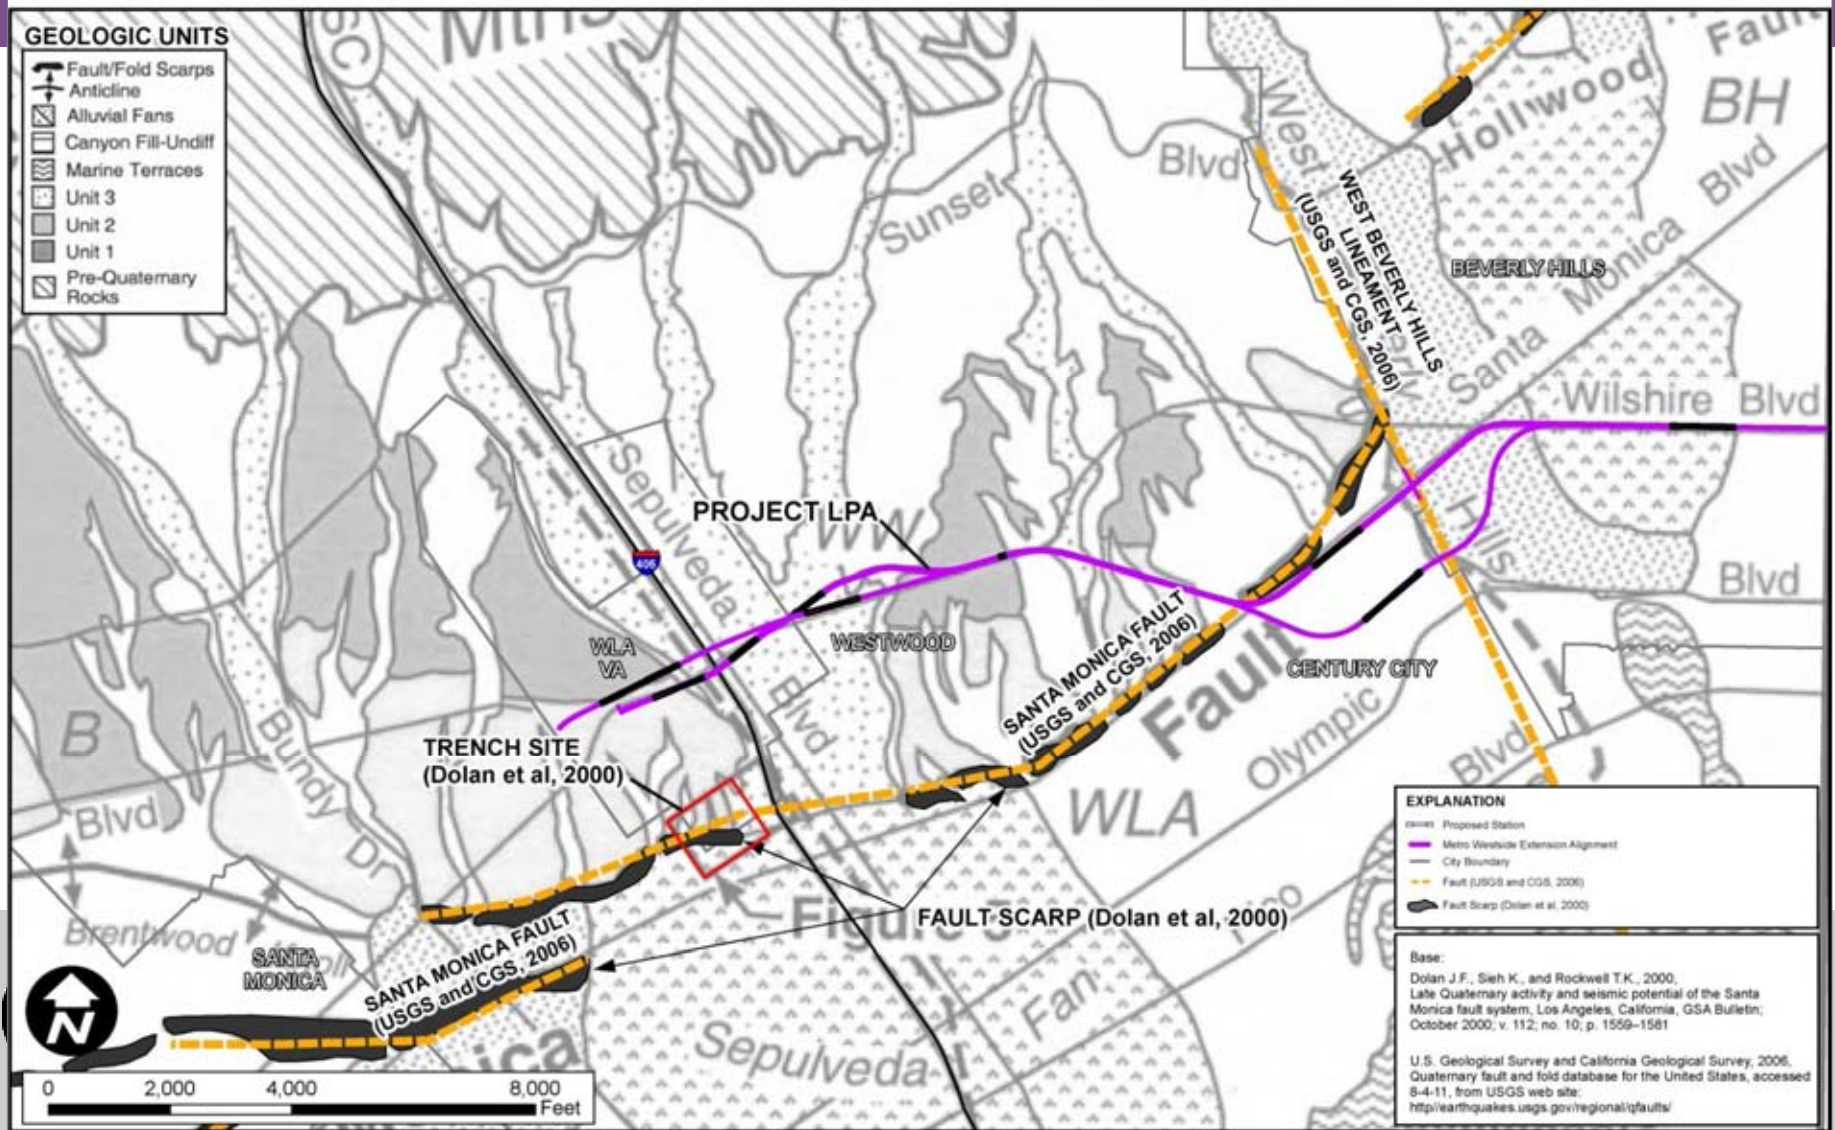 GEOLOGIC UNITS
Fault/Fold Scarps
Anticline
Alluvial Fans
Canyon Fill-Undiff
Marine Terraces
Unit 3
Unit 2
Unit 1
Pre-Quaternary
Rocks
SC
Mtns
Fault
BH
Hollwood
Blvd
West
Blvd
Sunset
WEST BEVERLY HILLS
LINEAMENT
(USGS and CGS, 2006)
BEVERLY HILLS
Santa Monica
Wilshire Blvd
Hills
Blvd
Sepulveda
Blvd
405
PROJECT LPA
WW
WLA
VA
WESTWOOD
SANTA MONICA FAULT
(USGS and CGS, 2006)
Fault
CENTURY CITY
Olympic
Blvd
WLA
B
Bundy
Dr
Blvd
TRENCH SITE
(Dolan et al, 2000)
FAULT SCARP (Dolan et al, 2000)
Brentwood
SANTA
MONICA
SANTA MONICA FAULT
(USGS and CGS, 2006)
Sepulveda
Fan
N
0 2,000 4,000 8,000
Feet
EXPLANATION
Proposed Station
Metro Westside Extension Alignment
City Boundary
Fault (USGS and CGS, 2006)
Fault Scarp (Dolan et al, 2000)
Base:
Dolan J.F., Sieh K., and Rockwell T.K., 2000,
Late Quaternary activity and seismic potential of the Santa
Monica fault system, Los Angeles, California, GSA Bulletin;
October 2000; v. 112; no. 10; p. 1559–1581
U.S. Geological Survey and California Geological Survey, 2006,
Quaternary fault and fold database for the United States, accessed
8-4-11, from USGS web site:
http//earthquakes.usgs.gov/regional/qfaults/